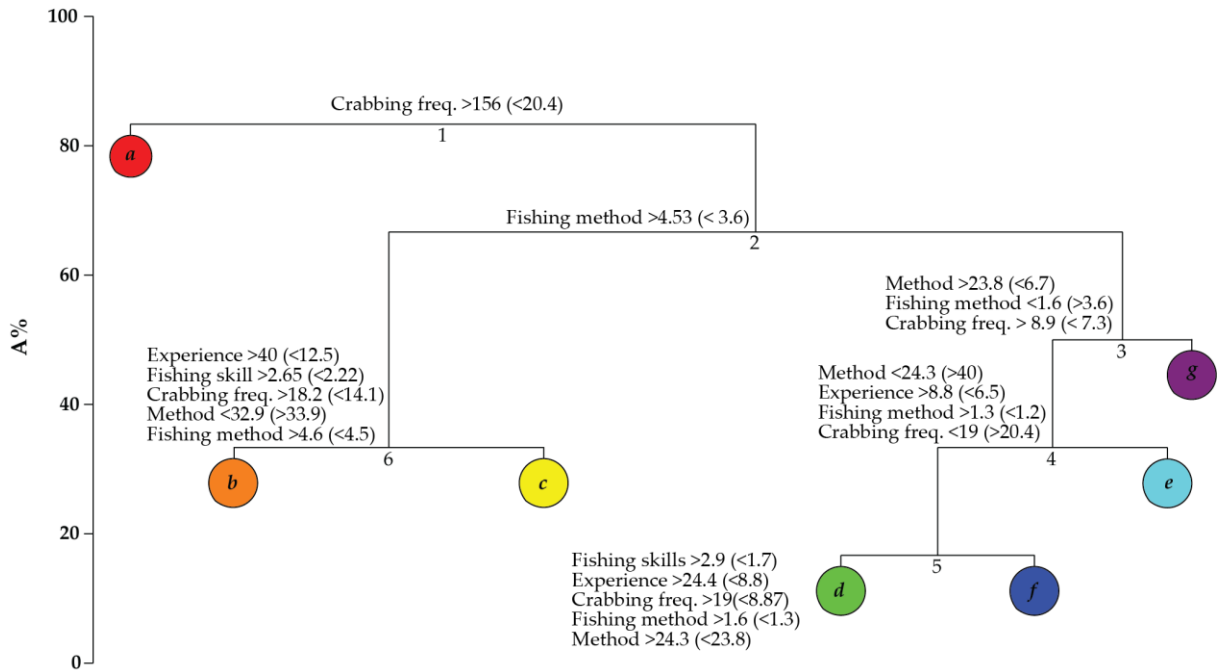 100
80
60
40
20
0
A%
Crabbing freq. >156 (<20.4)
1
a
Fishing method >4.53 (< 3.6)
2
Method >23.8 (<6.7)
Fishing method <1.6 (>3.6)
Crabbing freq. > 8.9 (< 7.3)
3
g
Experience >40 (<12.5)
Fishing skill >2.65 (<2.22)
Crabbing freq. >18.2 (<14.1)
Method <32.9 (>33.9)
Fishing method >4.6 (<4.5)
6
b
c
Method <24.3 (>40)
Experience >8.8 (<6.5)
Fishing method >1.3 (<1.2)
Crabbing freq. <19 (>20.4)
4
e
Fishing skills >2.9 (<1.7)
Experience >24.4 (<8.8)
Crabbing freq. >19(<8.87)
Fishing method >1.6 (<1.3)
Method >24.3 (<23.8)
5
d
f